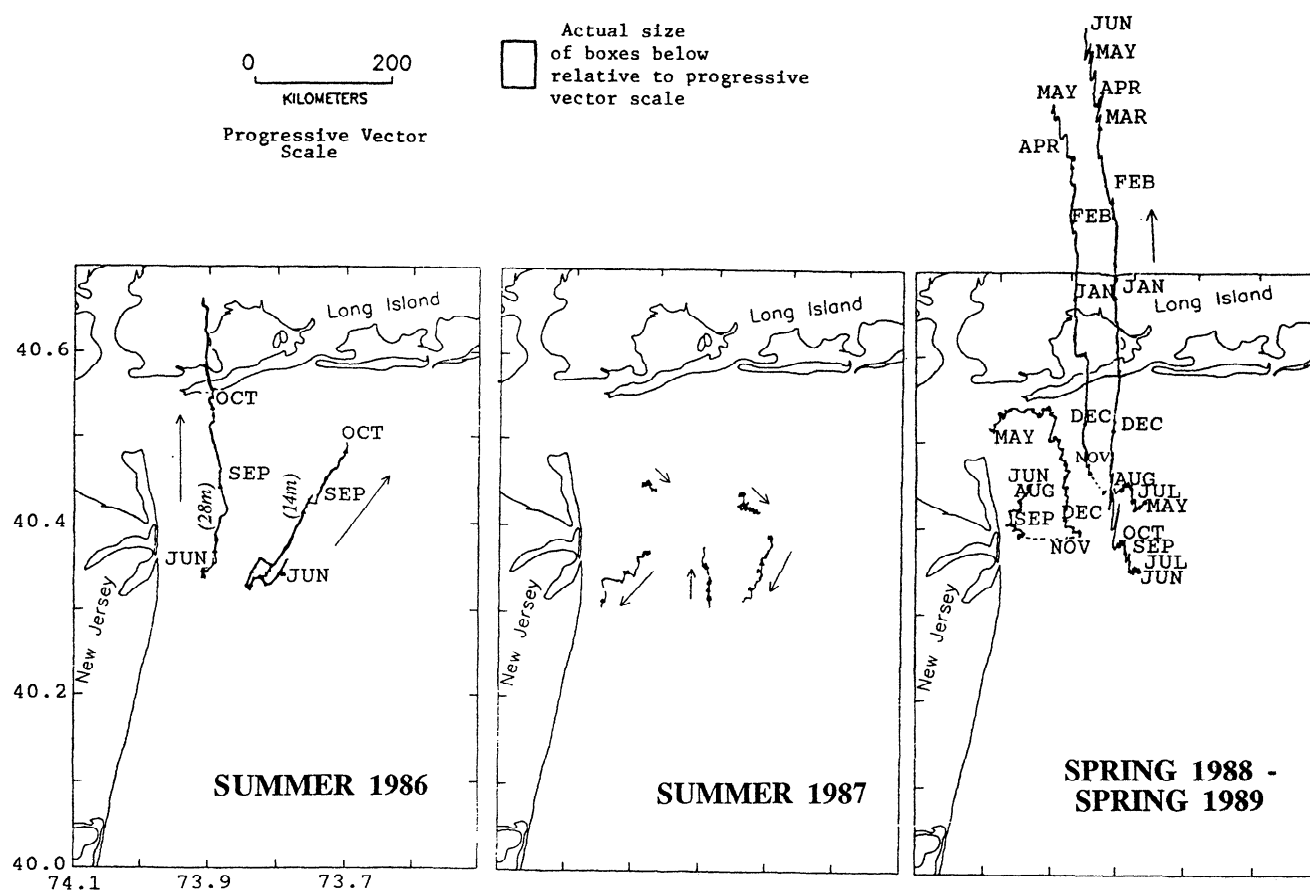 0 200
KILOMETERS
Progressive Vector
Scale
Actual size
of boxes below
relative to progressive
vector scale
JUN
MAY
APR
MAR
MAY
APR
FEB
FEB
JAN
JAN
DEC
DEC
NOV
MAY
JUN
AUG
SEP
DEC
NOV
AUG
JUL
MAY
OCT
SEP
JUL
JUN
Long Island
New Jersey
SPRING 1988 -
SPRING 1989
Long Island
OCT
SEP
(28m)
JUN
OCT
SEP
(14m)
JUN
New Jersey
SUMMER 1986
40.6
40.4
40.2
40.0
74.1 73.9 73.7
Long Island
New Jersey
SUMMER 1987